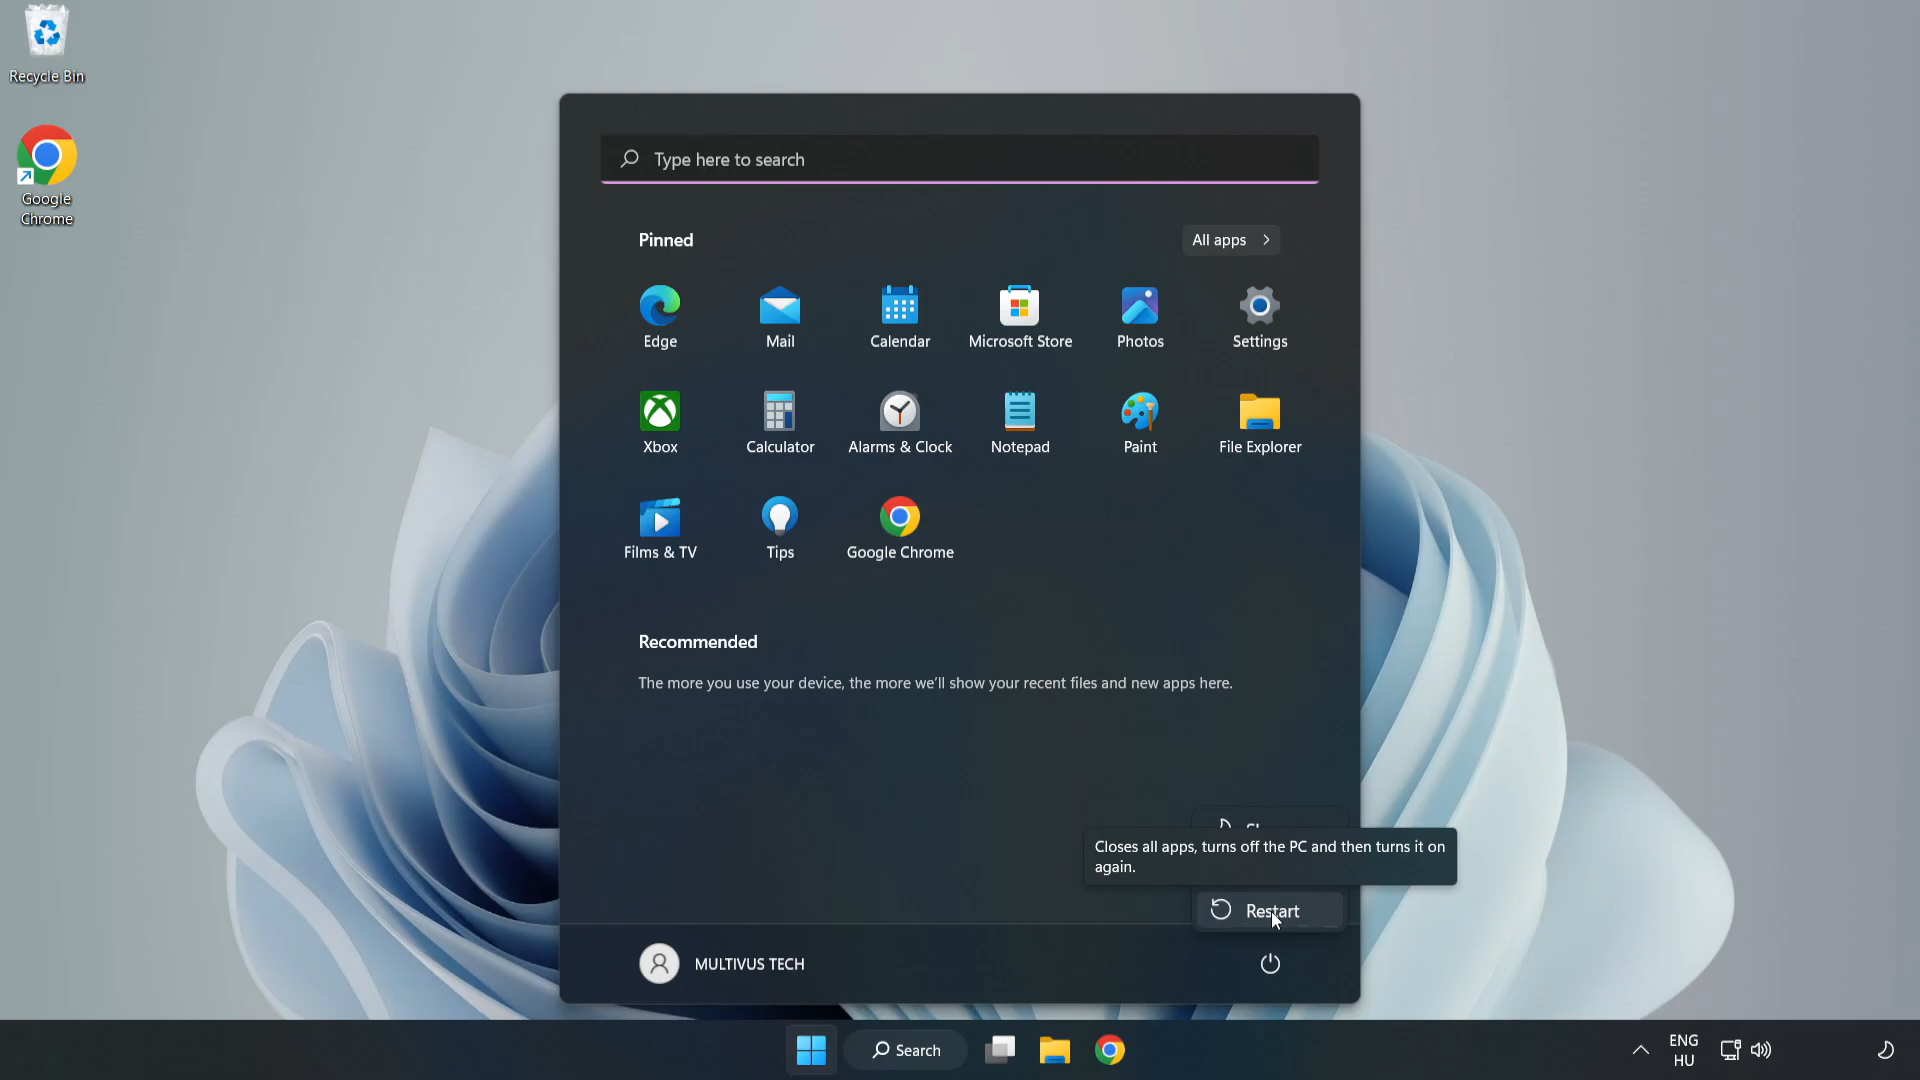 Recycle Bin
Google
Chrome
Type here to search
Pinned
All apps
Edge
Mail
Calendar
Microsoft Store
Photos
Settings
Xbox
Calculator
Alarms & Clock
Notepad
Paint
File Explorer
Films & TV
Tips
Google Chrome
Recommended
The more you use your device, the more we'll show your recent files and new apps here.
Closes all apps, turns off the PC and then turns it on
again.
Restart
MULTIVUS TECH
Search
ENG
HU